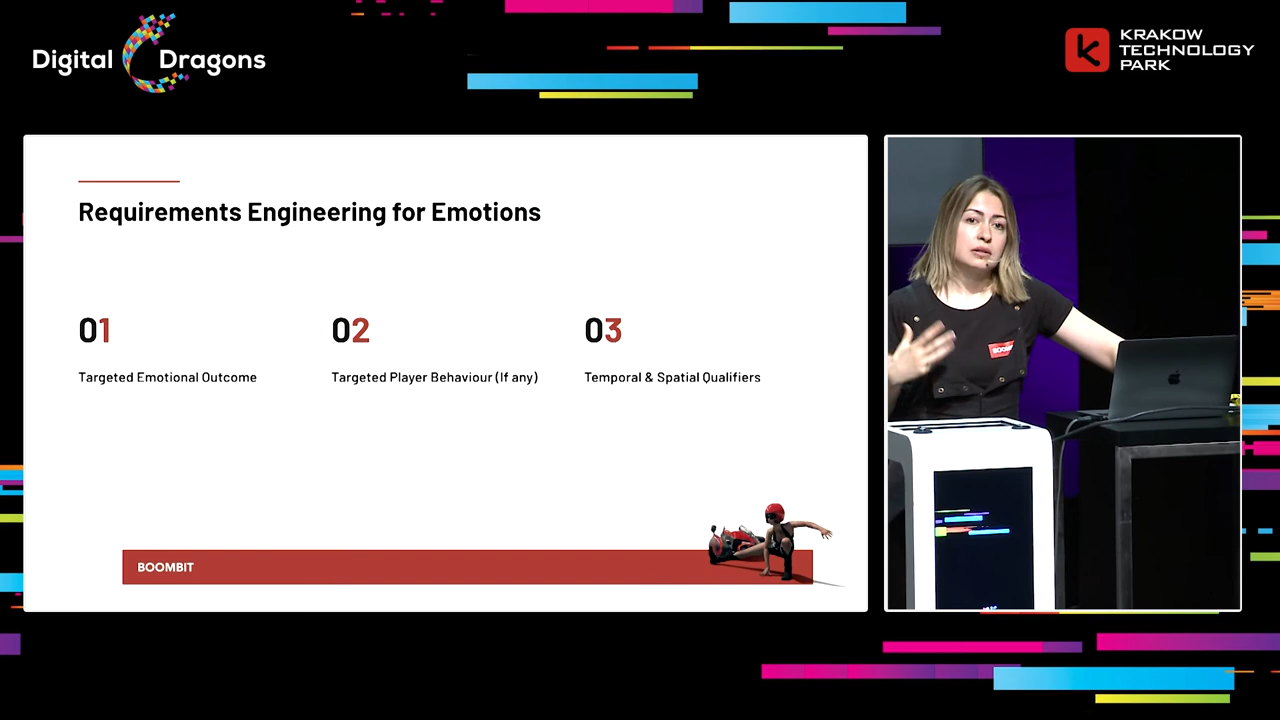 Digital Dragons
KRAKOW
TECHNOLOGY
PARK
Requirements Engineering for Emotions
01
02
03
Targeted Emotional Outcome
Targeted Player Behaviour (If any)
Temporal & Spatial Qualifiers
BOOMBIT
BOOMBIT